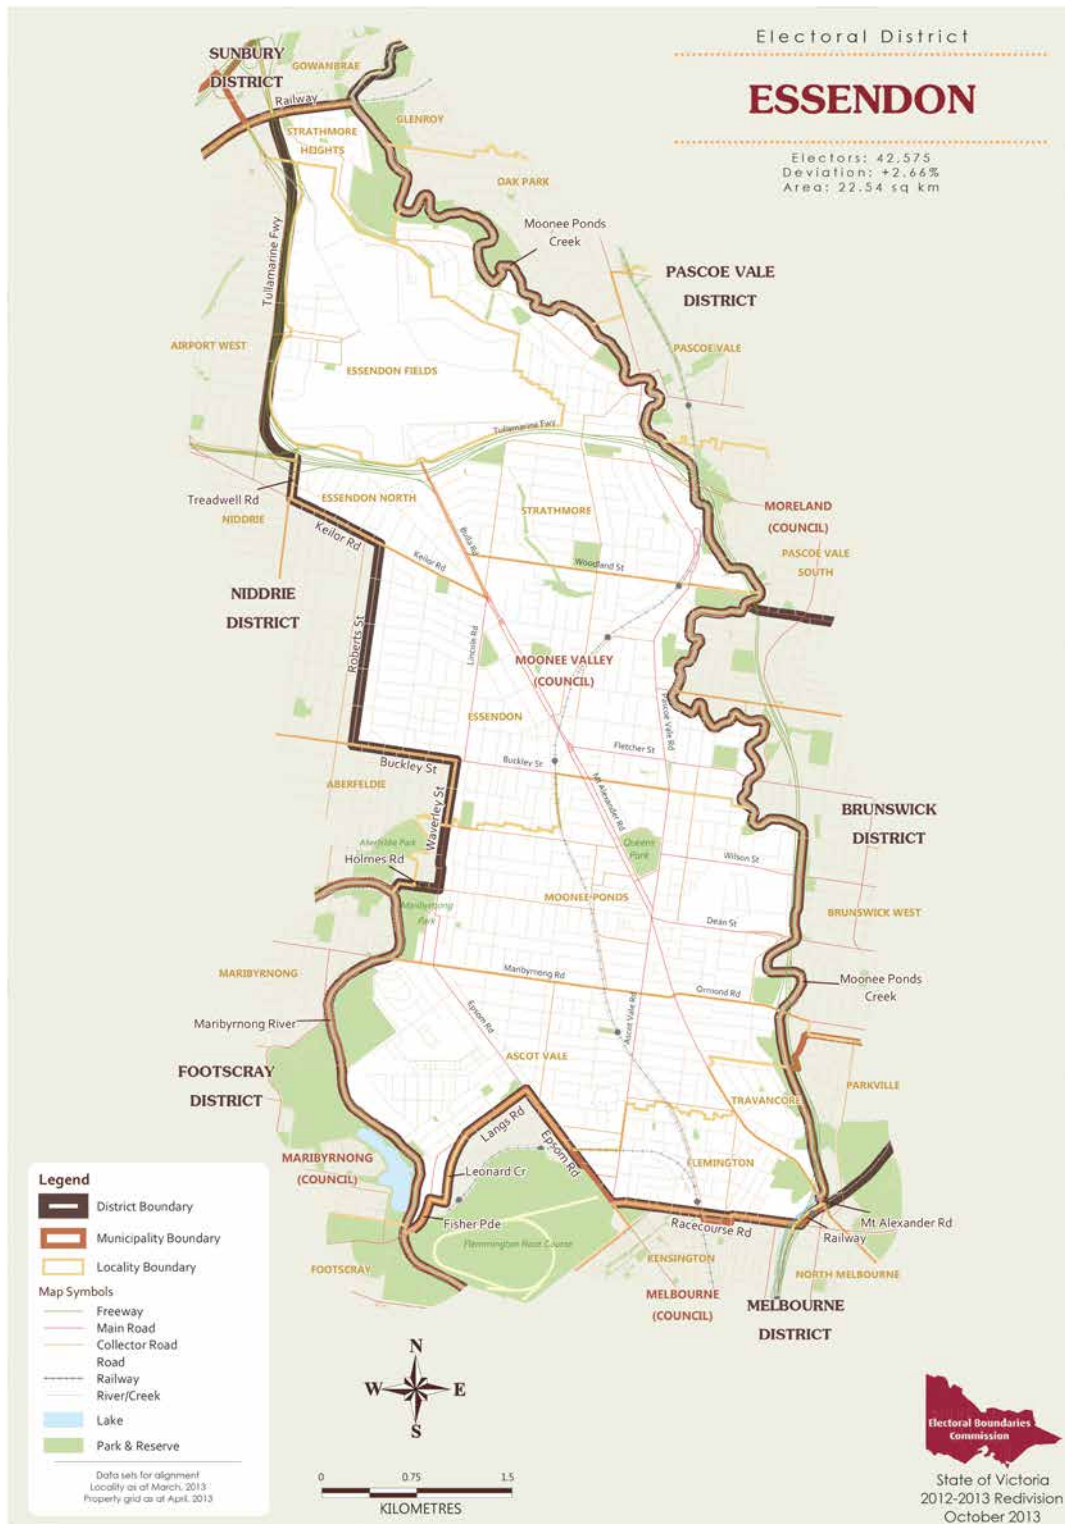 Electoral District
ESSENDON
Electors: 42,575
Deviation: +2.66%
Area: 22.54 sq km
SUNBURY
DISTRICT
GOWANBRAE
Railway
STRATHMORE
HEIGHTS
GLENROY
OAK PARK
Moonee Ponds
Creek
PASCOE VALE
DISTRICT
Tullamarine Fwy
AIRPORT WEST
PASCOE VALE
ESSENDON FIELDS
Tullamarine Fwy
Treadwell Rd
NIDDRIE
ESSENDON NORTH
STRATHMORE
MORELAND
(COUNCIL)
Keilor Rd
Bulla Rd
Keilor Rd
Woodland St
PASCOE VALE
SOUTH
NIDDRIE
DISTRICT
Roberts St
Lincoln Rd
MOONEE VALLEY
(COUNCIL)
ESSENDON
Pascoe Vale Rd
Fletcher St
Buckley St
Buckley St
ABERFELDIE
Mt Alexander Rd
Waverley St
BRUNSWICK
DISTRICT
Aberfeldie Park
Holmes Rd
Queens
Park
Wilson St
MOONEE PONDS
Maribyrnong
Park
Dean St
BRUNSWICK WEST
MARIBYRNONG
Maribyrnong Rd
Ormond Rd
Moonee Ponds
Creek
Epsom Rd
Ascot Vale Rd
Maribyrnong River
ASCOT VALE
FOOTSCRAY
DISTRICT
PARKVILLE
TRAVANCORE
Langs Rd
Epsom Rd
MARIBYRNONG
(COUNCIL)
Leonard Cr
FLEMINGTON
Fisher Pde
Racecourse Rd
Mt Alexander Rd
Railway
Flemmington Race Course
FOOTSCRAY
KENSINGTON
NORTH MELBOURNE
MELBOURNE
(COUNCIL)
MELBOURNE
DISTRICT
Legend
District Boundary
Municipality Boundary
Locality Boundary
Map Symbols
Freeway
Main Road
Collector Road
Road
Railway
River/Creek
Lake
Park & Reserve
Data sets for alignment
Locality as at March, 2013
Property grid as at April, 2013
N
W E
S
0 0.75 1.5
KILOMETRES
Electoral Boundaries
Commission
State of Victoria
2012-2013 Redivision
October 2013